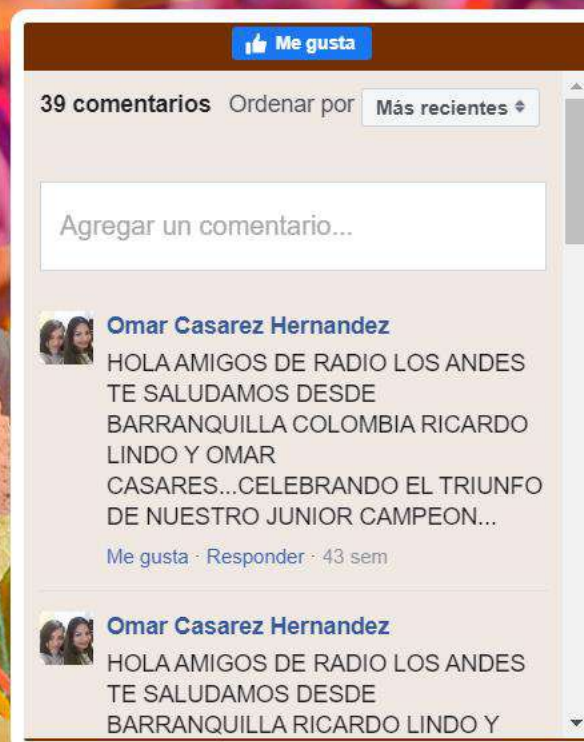 Me gusta
39 comentarios Ordenar por Más recientes
Agregar un comentario...
Omar Casarez Hernandez
HOLA AMIGOS DE RADIO LOS ANDES
TE SALUDAMOS DESDE
BARRANQUILLA COLOMBIA RICARDO
LINDO Y OMAR
CASARES...CELEBRANDO EL TRIUNFO
DE NUESTRO JUNIOR CAMPEON...
Me gusta · Responder · 43 sem
Omar Casarez Hernandez
HOLA AMIGOS DE RADIO LOS ANDES
TE SALUDAMOS DESDE
BARRANQUILLA RICARDO LINDO Y